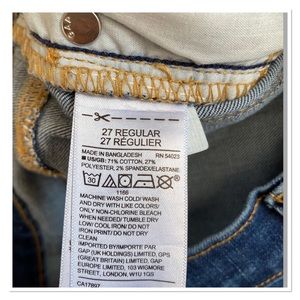 GAP
27 REGULAR
27 RÉGULIER
MADE IN BANGLADESH RN 54023
US/GB: 71% COTTON, 27%
POLYESTER, 2% SPANDEX/ELASTANE
30
1166
MACHINE WASH COLD/ WASH
AND DRY WITH LIKE COLORS/
ONLY NON-CHLORINE BLEACH
WHEN NEEDED/ TUMBLE DRY
LOW/ COOL IRON/ DO NOT
IRON PRINT/ DO NOT DRY
CLEAN
IMPORTED BY/IMPORTE PAR
GAP (UK HOLDINGS) LIMITED, GPS
(GREAT BRITAIN) LIMITED, GAP
EUROPE LIMITED, 103 WIGMORE
STREET, LONDON, W1U 1QS
CA17897